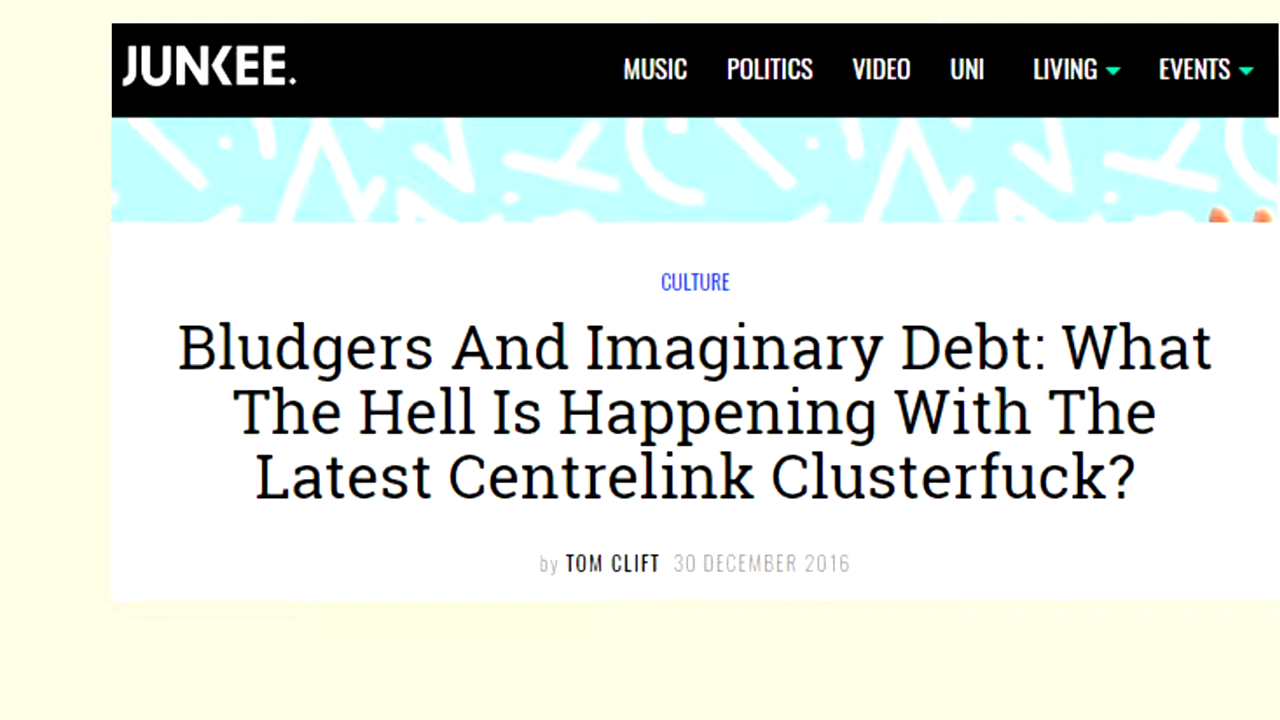 JUNKEE. MUSIC POLITICS VIDEO UNI LIVING EVENTS
CULTURE
Bludgers And Imaginary Debt: What
The Hell Is Happening With The
Latest Centrelink Clusterfuck?
by TOM CLIFT 30 DECEMBER 2016